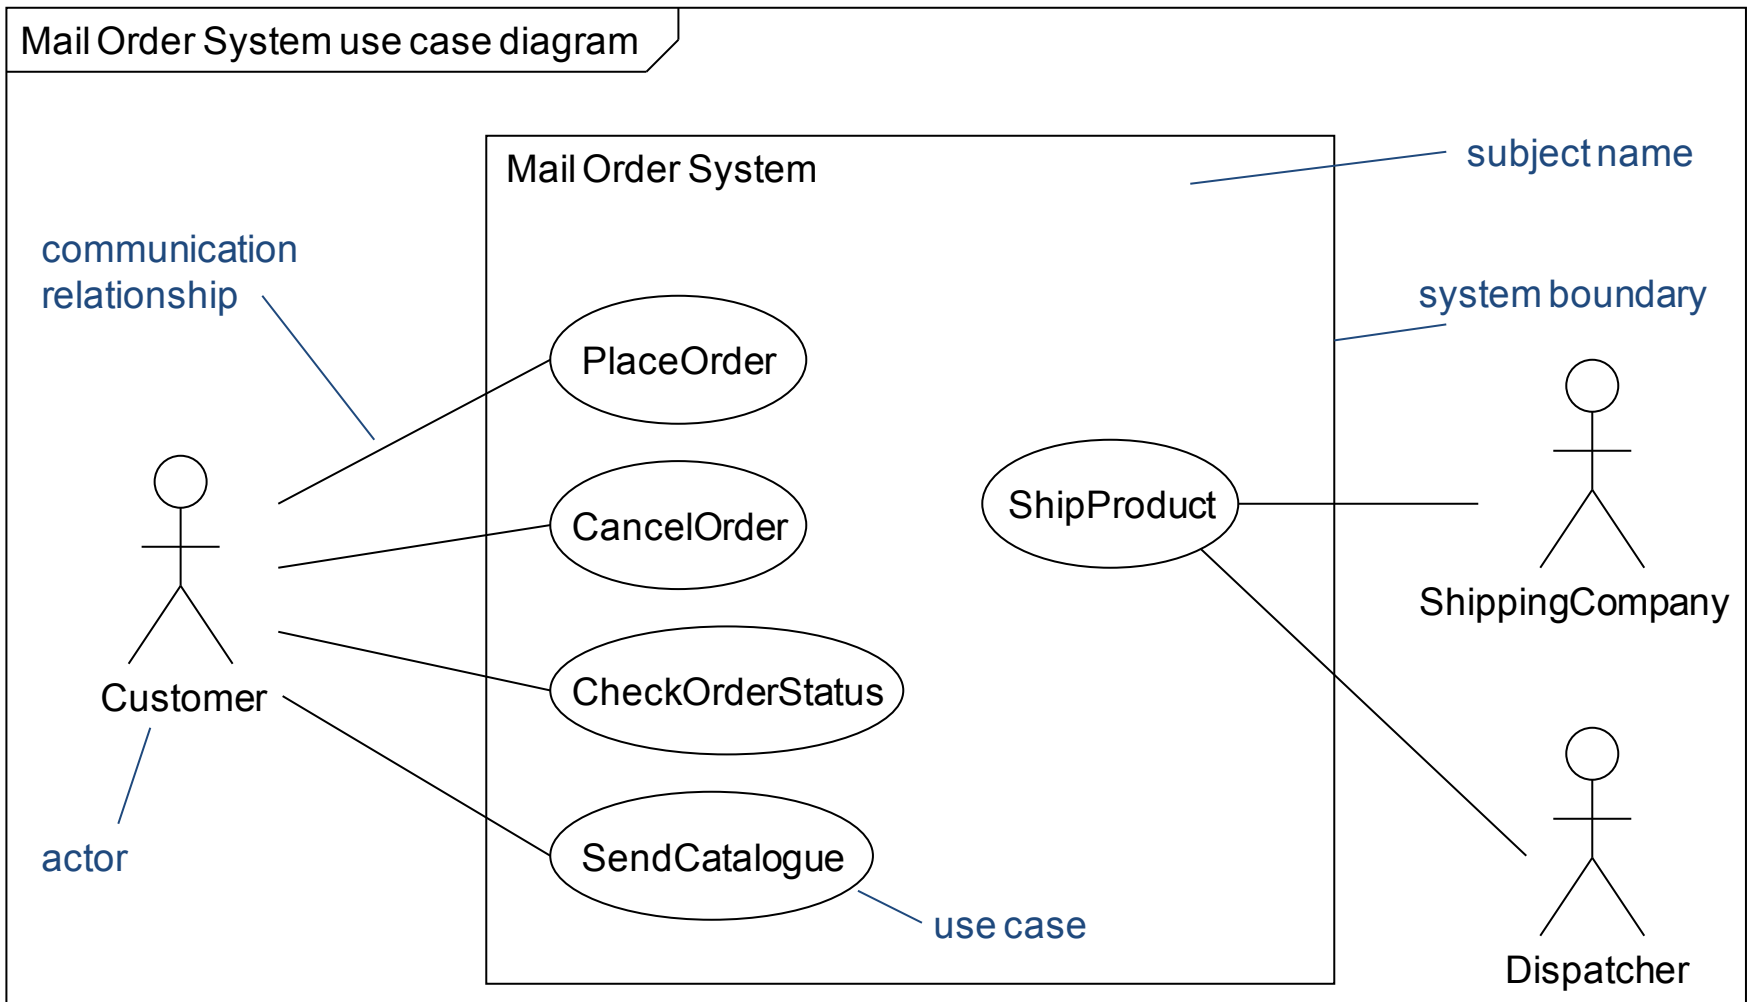 Mail Order System use case diagram
Mail Order System
subject name
communication
relationship
system boundary
PlaceOrder
CancelOrder
ShipProduct
ShippingCompany
CheckOrderStatus
Customer
SendCatalogue
actor
use case
Dispatcher